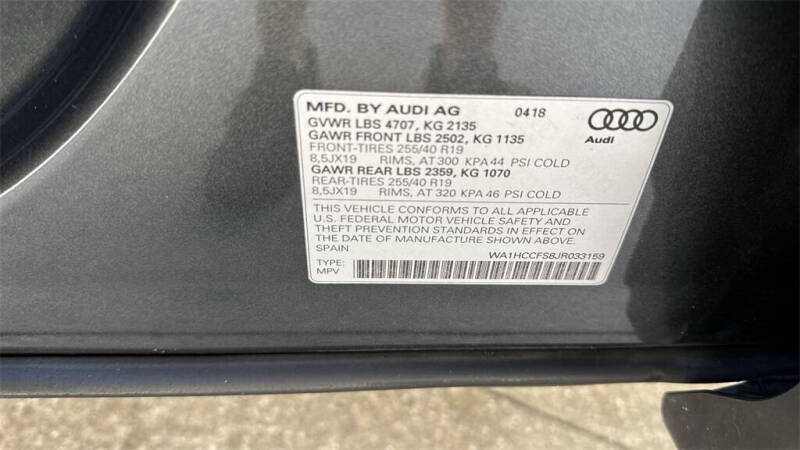 MFD. BY AUDI AG 0418
GVWR LBS 4707, KG 2135
GAWR FRONT LBS 2502, KG 1135
FRONT-TIRES 255/40 R19
8,5JX19 RIMS, AT 300 KPA 44 PSI COLD
GAWR REAR LBS 2359, KG 1070
REAR-TIRES 255/40 R19
8,5JX19 RIMS, AT 320 KPA 46 PSI COLD
THIS VEHICLE CONFORMS TO ALL APPLICABLE
U.S. FEDERAL MOTOR VEHICLE SAFETY AND
THEFT PREVENTION STANDARDS IN EFFECT ON
THE DATE OF MANUFACTURE SHOWN ABOVE.
SPAIN WA1HCCFS8JR033159
TYPE:
MPV
Audi